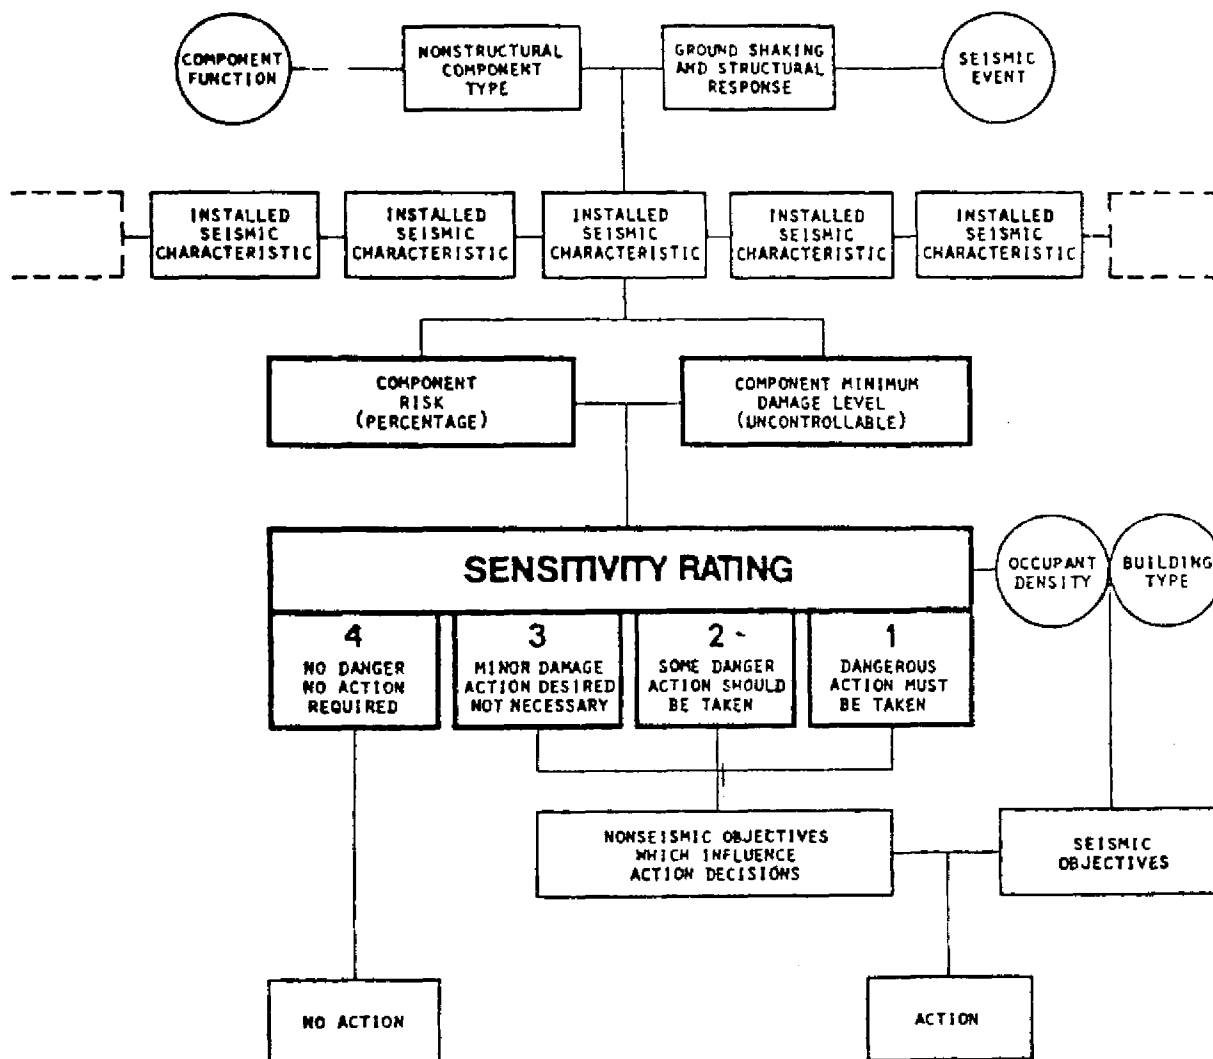 COMPONENT
FUNCTION
NONSTRUCTURAL
COMPONENT
TYPE
GROUND SHAKING
AND STRUCTURAL
RESPONSE
SEISMIC
EVENT
INSTALLED
SEISMIC
CHARACTERISTIC
INSTALLED
SEISMIC
CHARACTERISTIC
INSTALLED
SEISMIC
CHARACTERISTIC
INSTALLED
SEISMIC
CHARACTERISTIC
INSTALLED
SEISMIC
CHARACTERISTIC
COMPONENT
RISK
(PERCENTAGE)
COMPONENT MINIMUM
DAMAGE LEVEL
(UNCONTROLLABLE)
SENSITIVITY RATING
OCCUPANT
DENSITY
BUILDING
TYPE
4
NO DANGER
NO ACTION
REQUIRED
3
MINOR DAMAGE
ACTION DESIRED
NOT NECESSARY
2
SOME DANGER
ACTION SHOULD
BE TAKEN
1
DANGEROUS
ACTION MUST
BE TAKEN
NONSEISMIC OBJECTIVES
WHICH INFLUENCE
ACTION DECISIONS
SEISMIC
OBJECTIVES
NO ACTION
ACTION